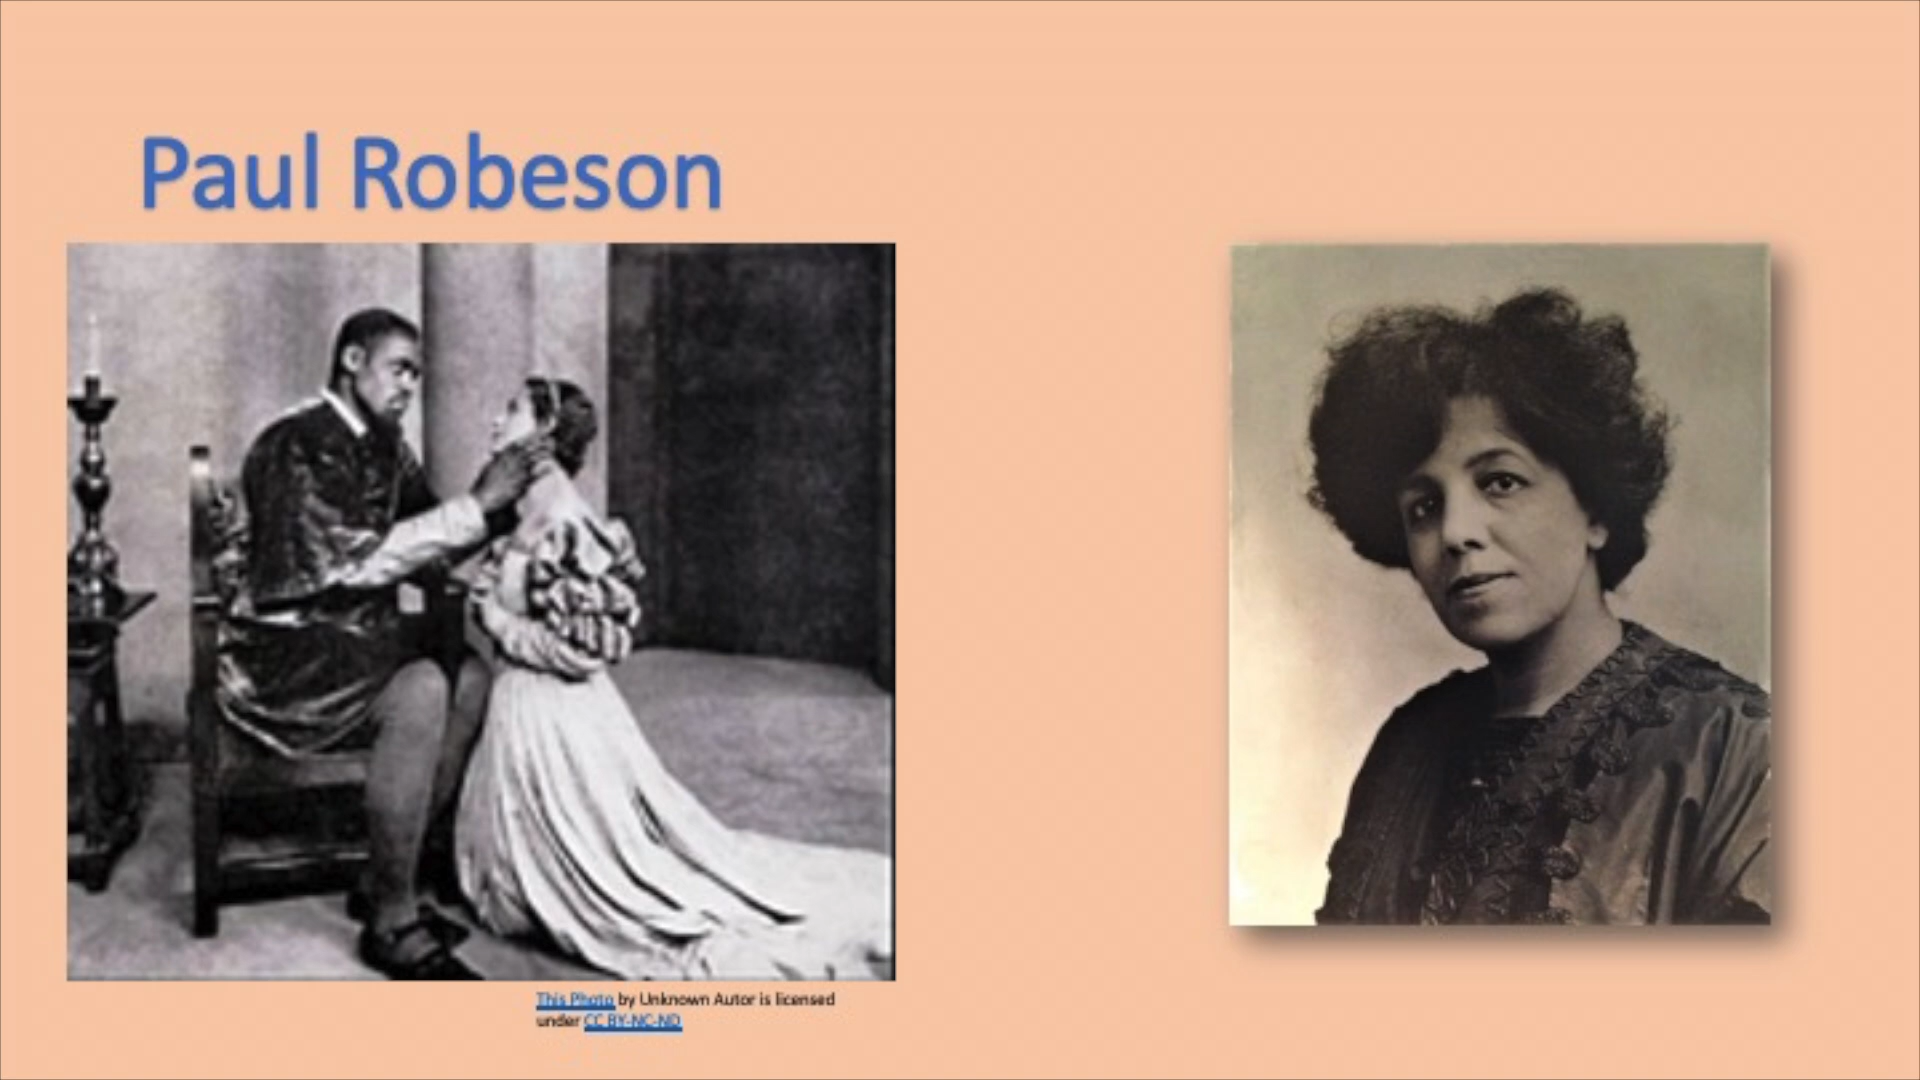 Paul Robeson
This Photo by Unknown Autor is licensed
under CC BY-NC-ND